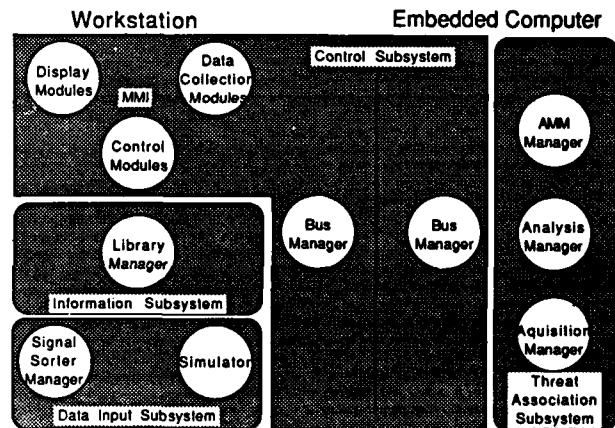 Workstation
Embedded Computer
Display
Modules
MMI
Data
Collection
Modules
Control Subsystem
Control
Modules
AMM
Manager
Library
Manager
Bus
Manager
Bus
Manager
Analysis
Manager
Information Subsystem
Signal
Sorter
Manager
Simulator
Aquisition
Manager
Data Input Subsystem
Threat
Association
Subsystem